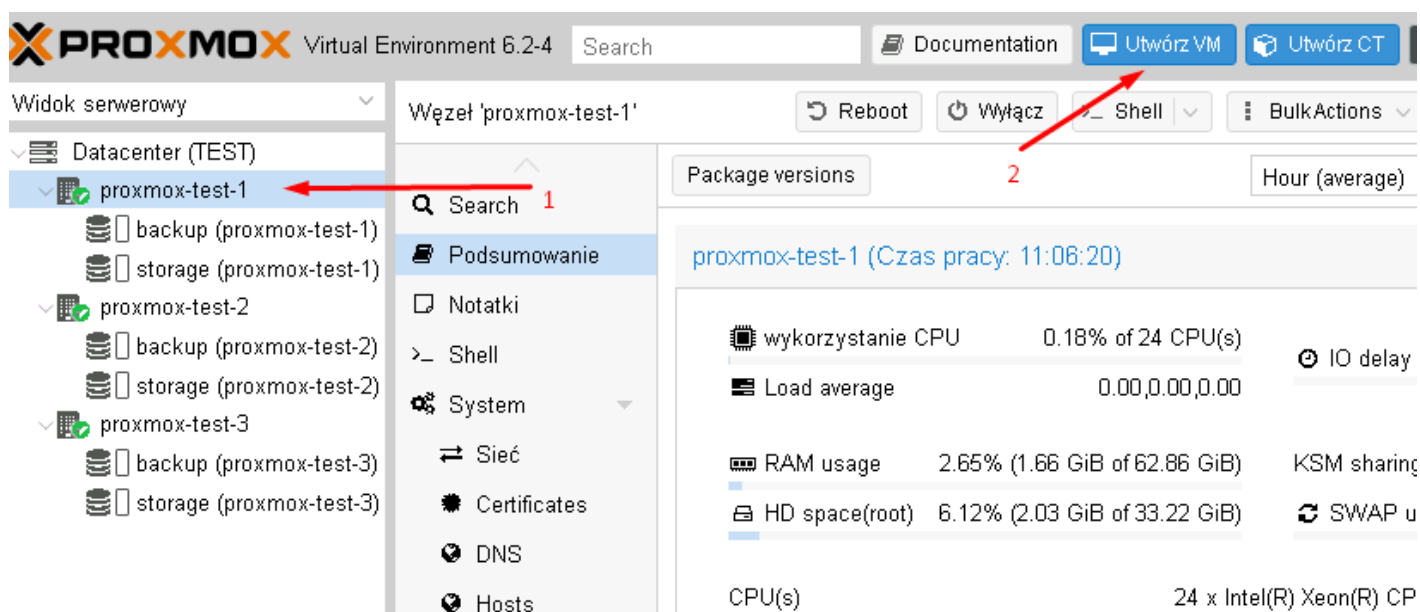 PROXMOX Virtual Environment 6.2-4 Search Documentation Utwórz VM Utwórz CT
Widok serwerowy
Węzeł 'proxmox-test-1' Reboot Wyłącz >_ Shell BulkActions
Datacenter (TEST)
proxmox-test-1
backup (proxmox-test-1)
storage (proxmox-test-1)
proxmox-test-2
backup (proxmox-test-2)
storage (proxmox-test-2)
proxmox-test-3
backup (proxmox-test-3)
storage (proxmox-test-3)
1
2
Search
Podsumowanie
Notatki
>_ Shell
System
Sieć
Certificates
DNS
Hosts
Package versions Hour (average)
proxmox-test-1 (Czas pracy: 11:06:20)
wykorzystanie CPU 0.18% of 24 CPU(s)
IO delay
Load average 0.00,0.00,0.00
RAM usage 2.65% (1.66 GiB of 62.86 GiB) KSM sharing
HD space(root) 6.12% (2.03 GiB of 33.22 GiB) SWAP u
CPU(s) 24 x Intel(R) Xeon(R) CP